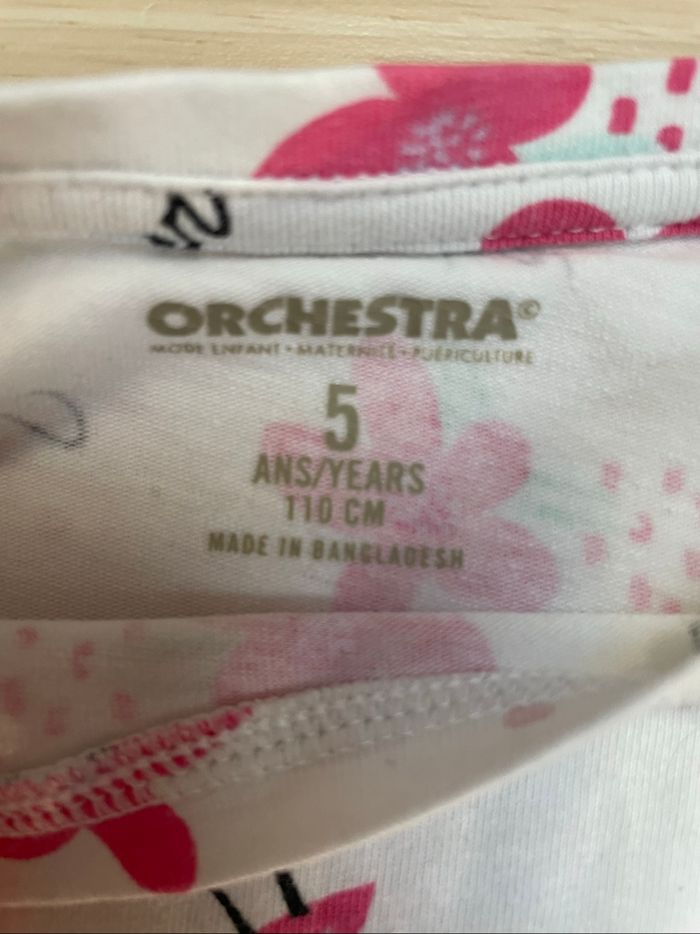 ORCHESTRA©
MODE ENFANT • MATERNITÉ • PUÉRICULTURE
5
ANS/YEARS
110 CM
MADE IN BANGLADESH